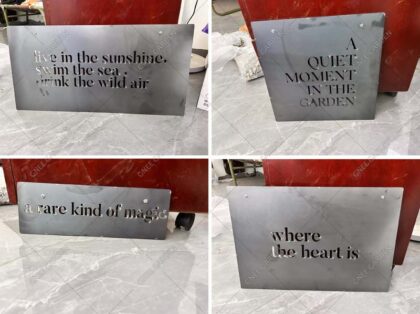 live in the sunshine,
swim the sea ,
drink the wild air
A
QUIET
MOMENT
IN THE
GARDEN
a rare kind of magic
where
the heart is